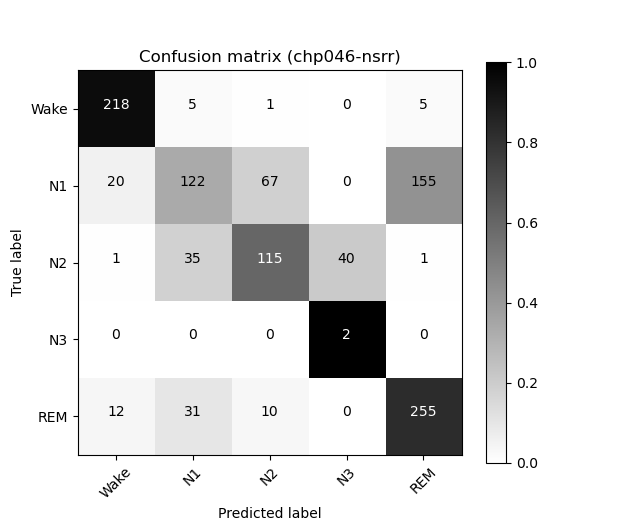 Confusion matrix (chp046-nsrr)
True label
Wake 218 5 1 0 5
N1 20 122 67 0 155
N2 1 35 115 40 1
N3 0 0 0 2 0
REM 12 31 10 0 255
Wake N1 N2 N3 REM
Predicted label
1.0
0.8
0.6
0.4
0.2
0.0